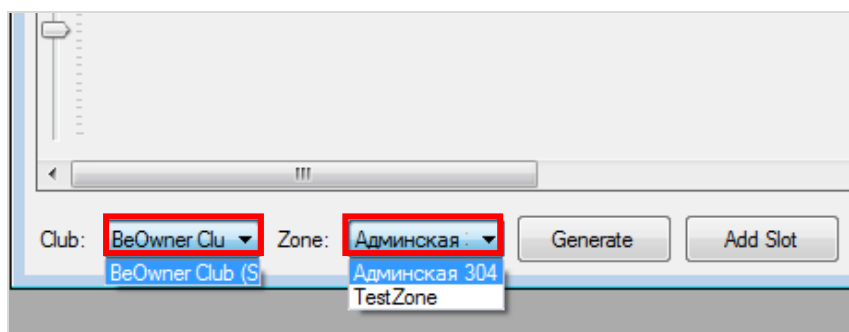 Club: BeOwner Clu Zone: Админская Generate Add Slot
BeOwner Club (S Админская 304
TestZone